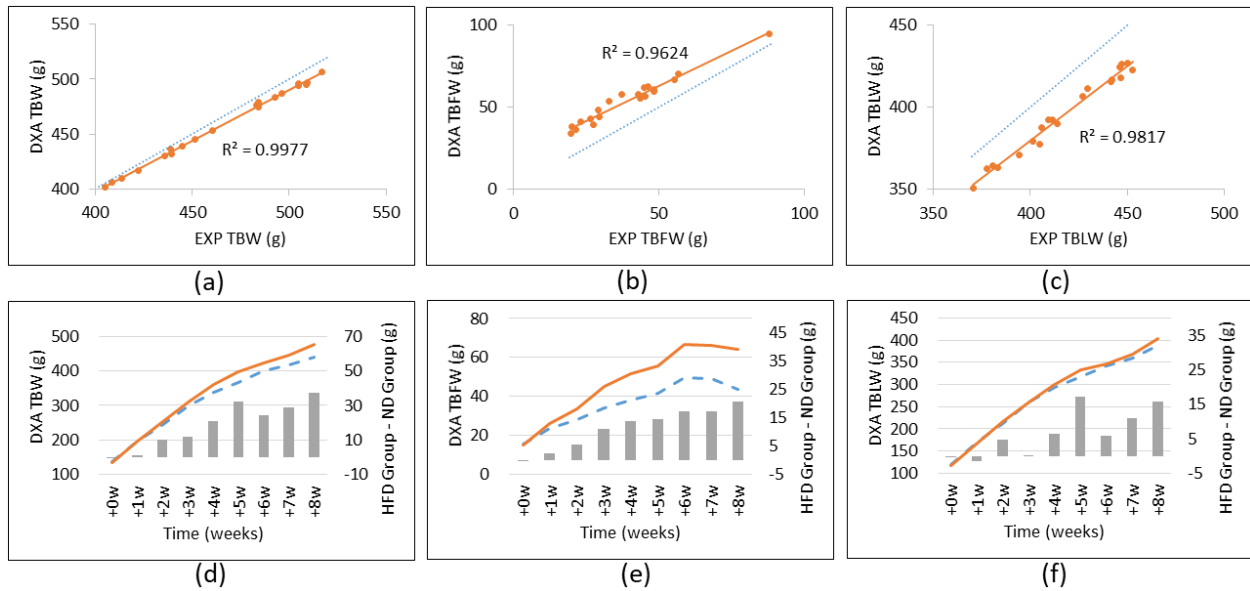 550
500
450
400
400
450
500
550
DXA TBW (g)
EXP TBW (g)
R² = 0.9977
(a)
100
50
0
0
50
100
DXA TBFW (g)
EXP TBFW (g)
R² = 0.9624
(b)
450
400
350
350
400
450
500
DXA TBLW (g)
EXP TBLW (g)
R² = 0.9817
(c)
500
400
300
200
100
DXA TBW (g)
70
50
30
10
-10
HFD Group - ND Group (g)
+0w
+1w
+2w
+3w
+4w
+5w
+6w
+7w
+8w
Time (weeks)
(d)
80
60
40
20
0
DXA TBFW (g)
45
35
25
15
5
-5
HFD Group - ND Group (g)
+0w
+1w
+2w
+3w
+4w
+5w
+6w
+7w
+8w
Time (weeks)
(e)
450
400
350
300
250
200
150
100
DXA TBLW (g)
35
25
15
5
-5
HFD Group - ND Group (g)
+0w
+1w
+2w
+3w
+4w
+5w
+6w
+7w
+8w
Time (weeks)
(f)